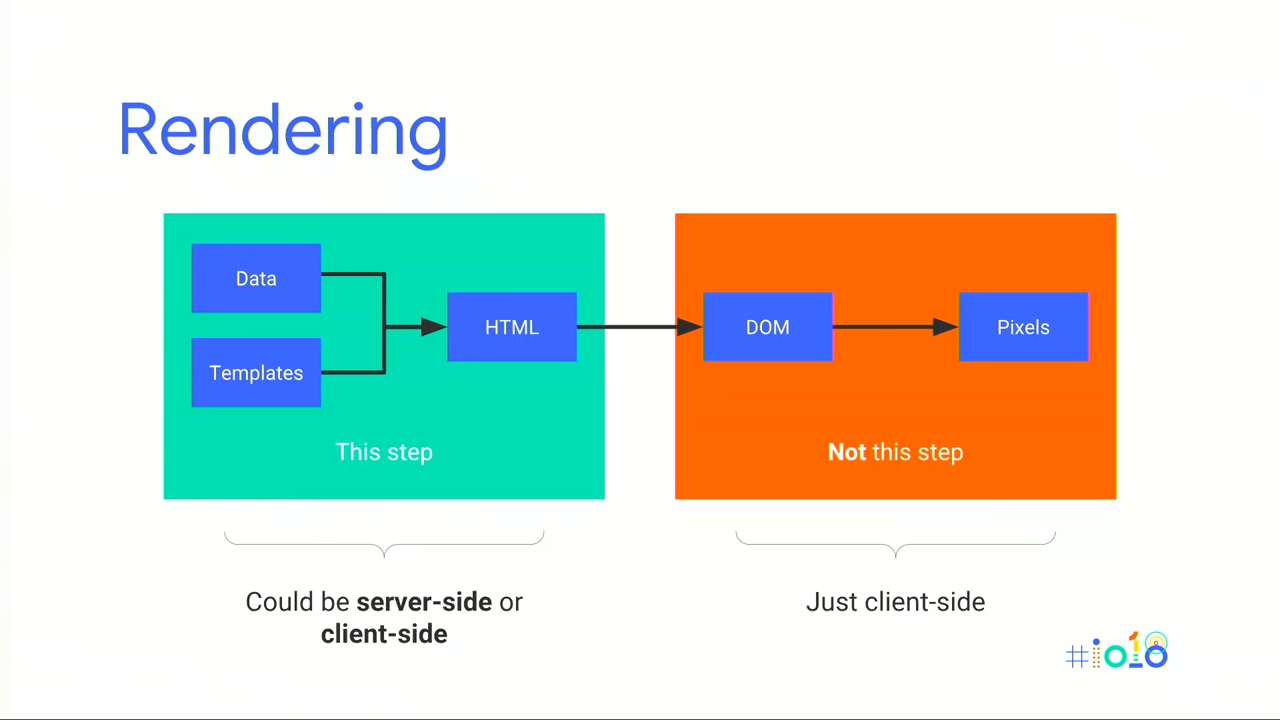 Rendering
Data
Templates
HTML
This step
DOM
Pixels
Not this step
Could be server-side or
client-side
Just client-side
#io18